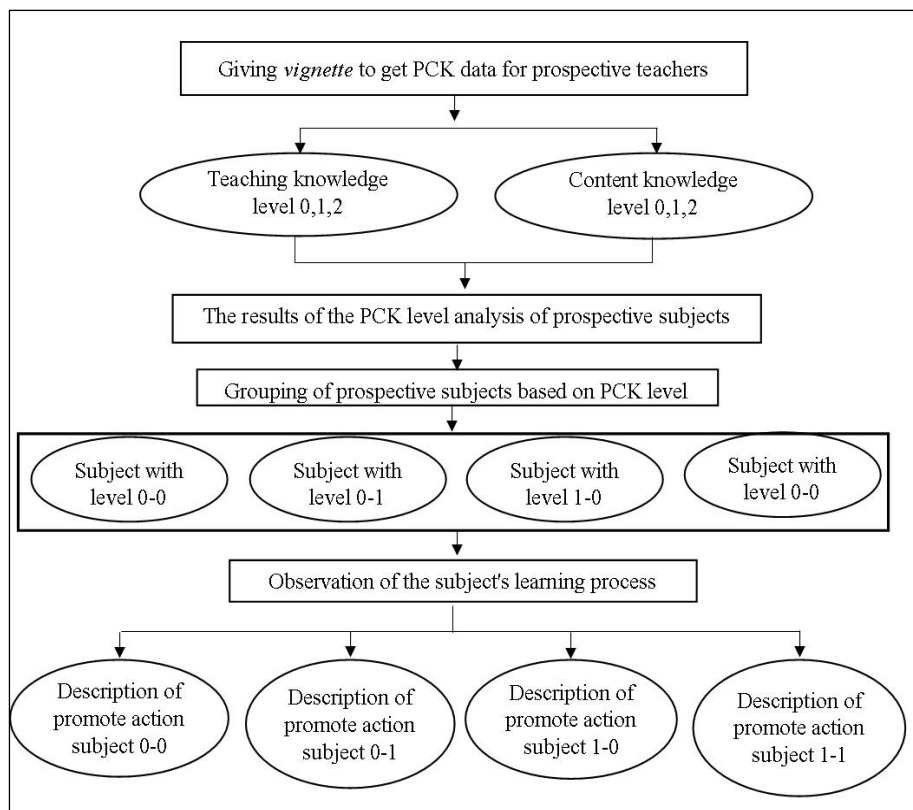 Giving vignette to get PCK data for prospective teachers
Teaching knowledge
level 0,1,2
Content knowledge
level 0,1,2
The results of the PCK level analysis of prospective subjects
Grouping of prospective subjects based on PCK level
Subject with
level 0-0
Subject with
level 0-1
Subject with
level 1-0
Subject with
level 0-0
Observation of the subject's learning process
Description of
promote action
subject 0-0
Description of
promote action
subject 0-1
Description of
promote action
subject 1-0
Description of
promote action
subject 1-1